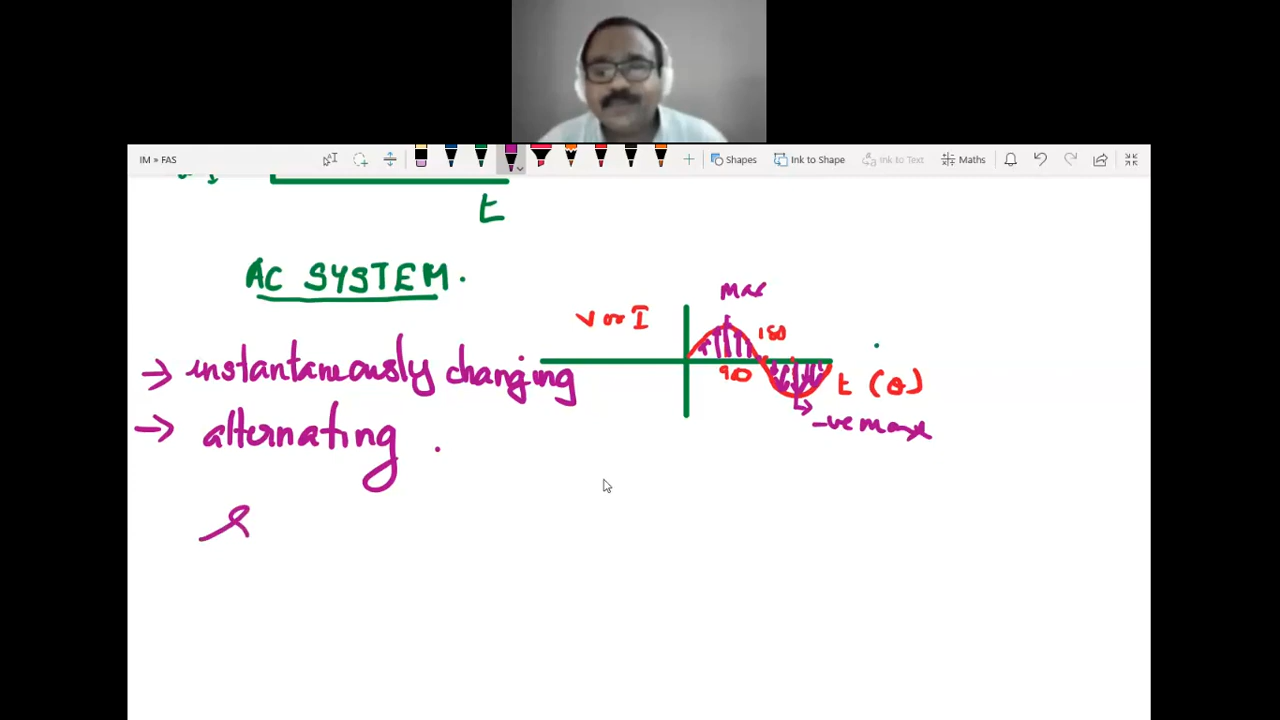 IM » FAS
Shapes
Ink to Shape
Ink to Text
Maths
t
AC SYSTEM.
Max
V or I
180
→ instantaneously changing
90
t (θ)
→ alternating.
-ve max